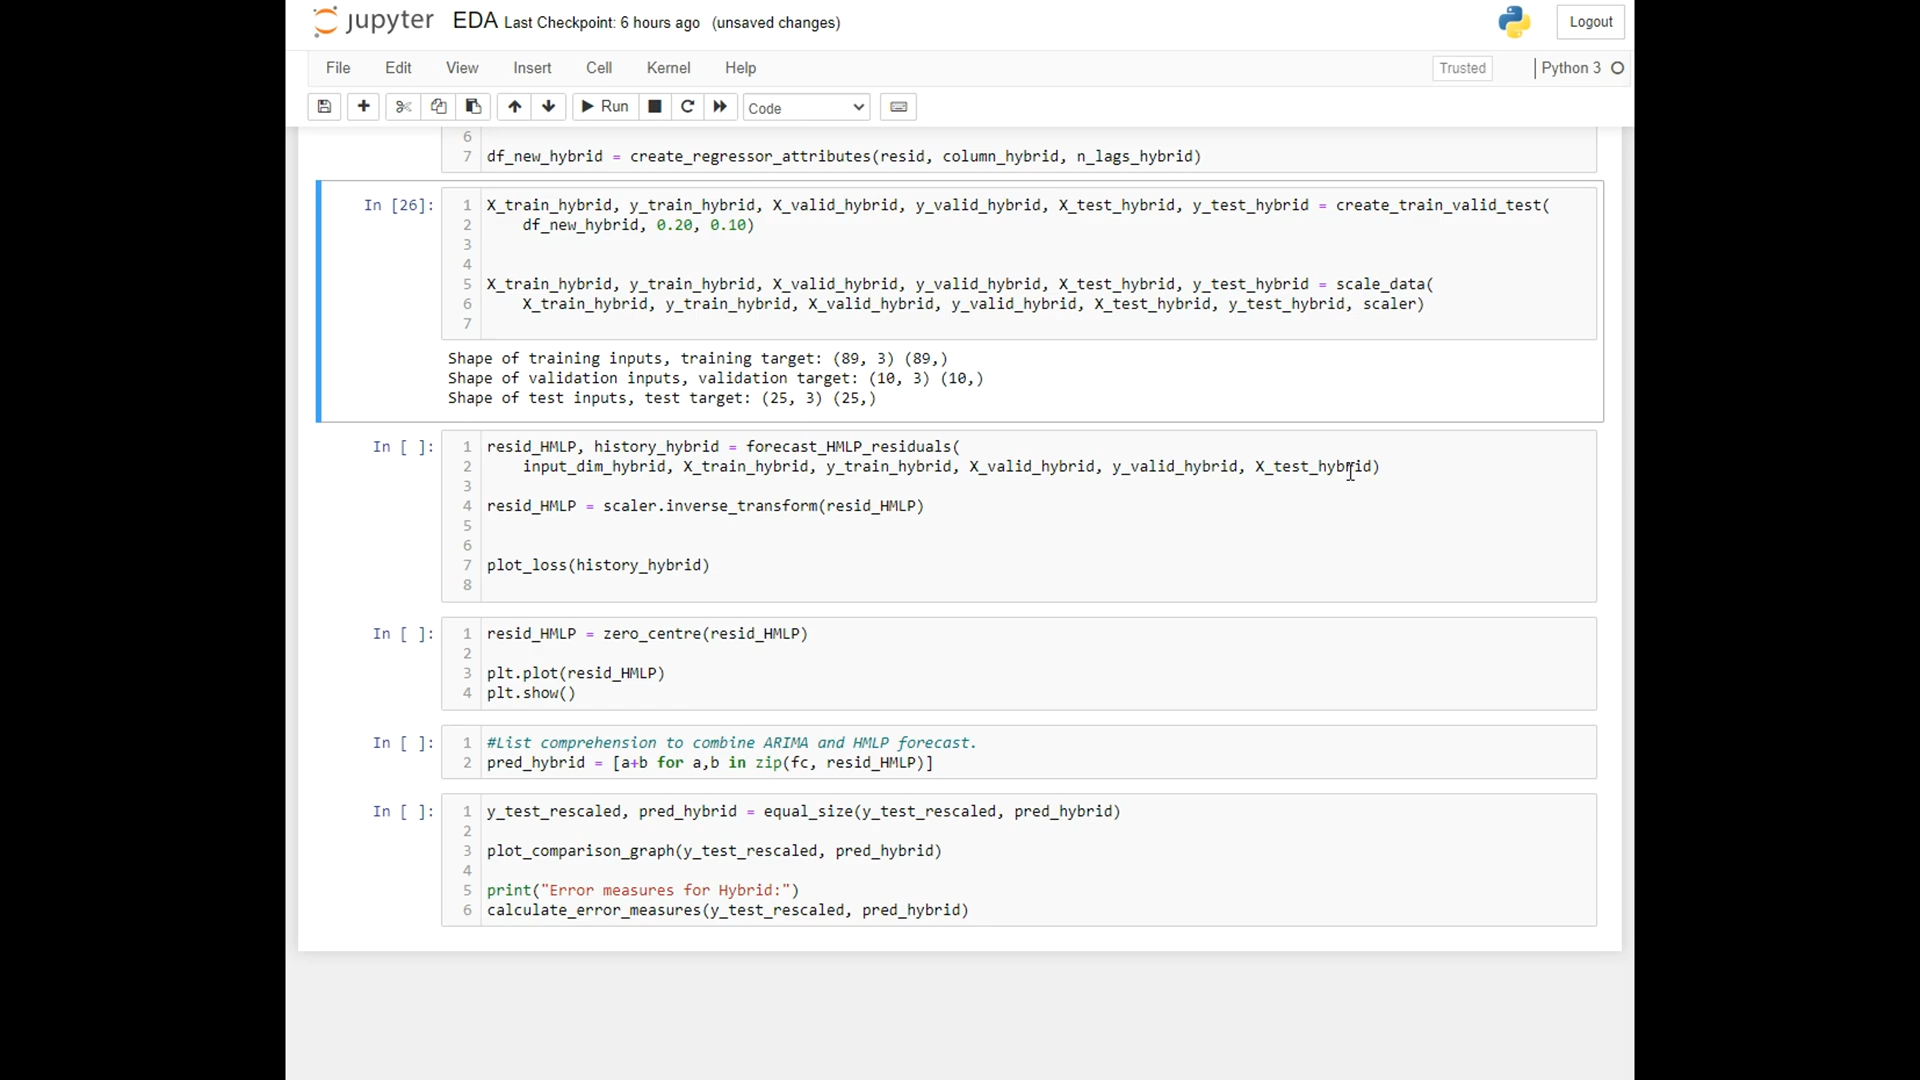 jupyter EDA Last Checkpoint: 6 hours ago (unsaved changes) Logout
File Edit View Insert Cell Kernel Help Trusted Python 3
Run Code
6
7 df_new_hybrid = create_regressor_attributes(resid, column_hybrid, n_lags_hybrid)
In [26]: 1 X_train_hybrid, y_train_hybrid, X_valid_hybrid, y_valid_hybrid, X_test_hybrid, y_test_hybrid = create_train_valid_test(
2 df_new_hybrid, 0.20, 0.10)
3
4
5 X_train_hybrid, y_train_hybrid, X_valid_hybrid, y_valid_hybrid, X_test_hybrid, y_test_hybrid = scale_data(
6 X_train_hybrid, y_train_hybrid, X_valid_hybrid, y_valid_hybrid, X_test_hybrid, y_test_hybrid, scaler)
7
Shape of training inputs, training target: (89, 3) (89,)
Shape of validation inputs, validation target: (10, 3) (10,)
Shape of test inputs, test target: (25, 3) (25,)
In [ ]: 1 resid_HMLP, history_hybrid = forecast_HMLP_residuals(
2 input_dim_hybrid, X_train_hybrid, y_train_hybrid, X_valid_hybrid, y_valid_hybrid, X_test_hybrid)
3
4 resid_HMLP = scaler.inverse_transform(resid_HMLP)
5
6
7 plot_loss(history_hybrid)
8
In [ ]: 1 resid_HMLP = zero_centre(resid_HMLP)
2
3 plt.plot(resid_HMLP)
4 plt.show()
In [ ]: 1 #List comprehension to combine ARIMA and HMLP forecast.
2 pred_hybrid = [a+b for a,b in zip(fc, resid_HMLP)]
In [ ]: 1 y_test_rescaled, pred_hybrid = equal_size(y_test_rescaled, pred_hybrid)
2
3 plot_comparison_graph(y_test_rescaled, pred_hybrid)
4
5 print("Error measures for Hybrid:")
6 calculate_error_measures(y_test_rescaled, pred_hybrid)